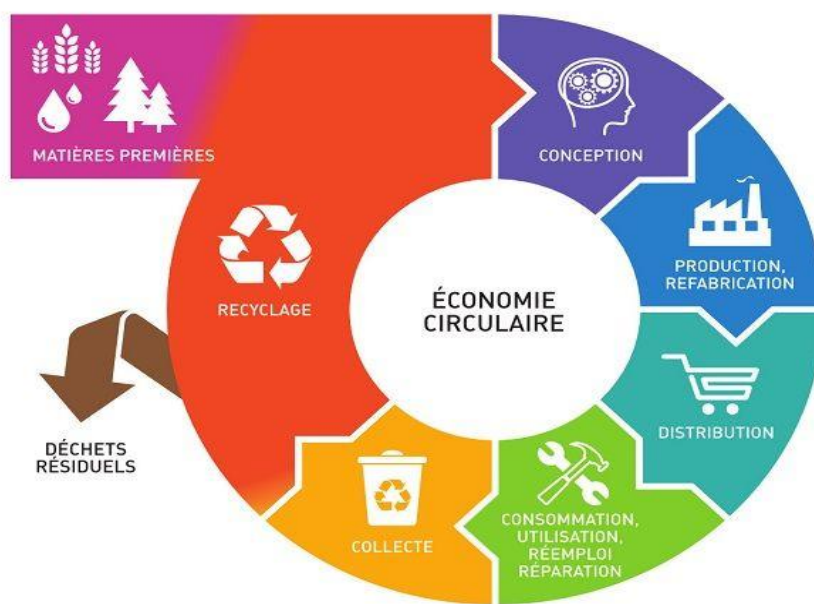 MATIÈRES PREMIÈRES
CONCEPTION
PRODUCTION,
REFABRICATION
DISTRIBUTION
CONSOMMATION,
UTILISATION,
RÉEMPLOI
RÉPARATION
COLLECTE
RECYCLAGE
DÉCHETS
RÉSIDUELS
ÉCONOMIE
CIRCULAIRE